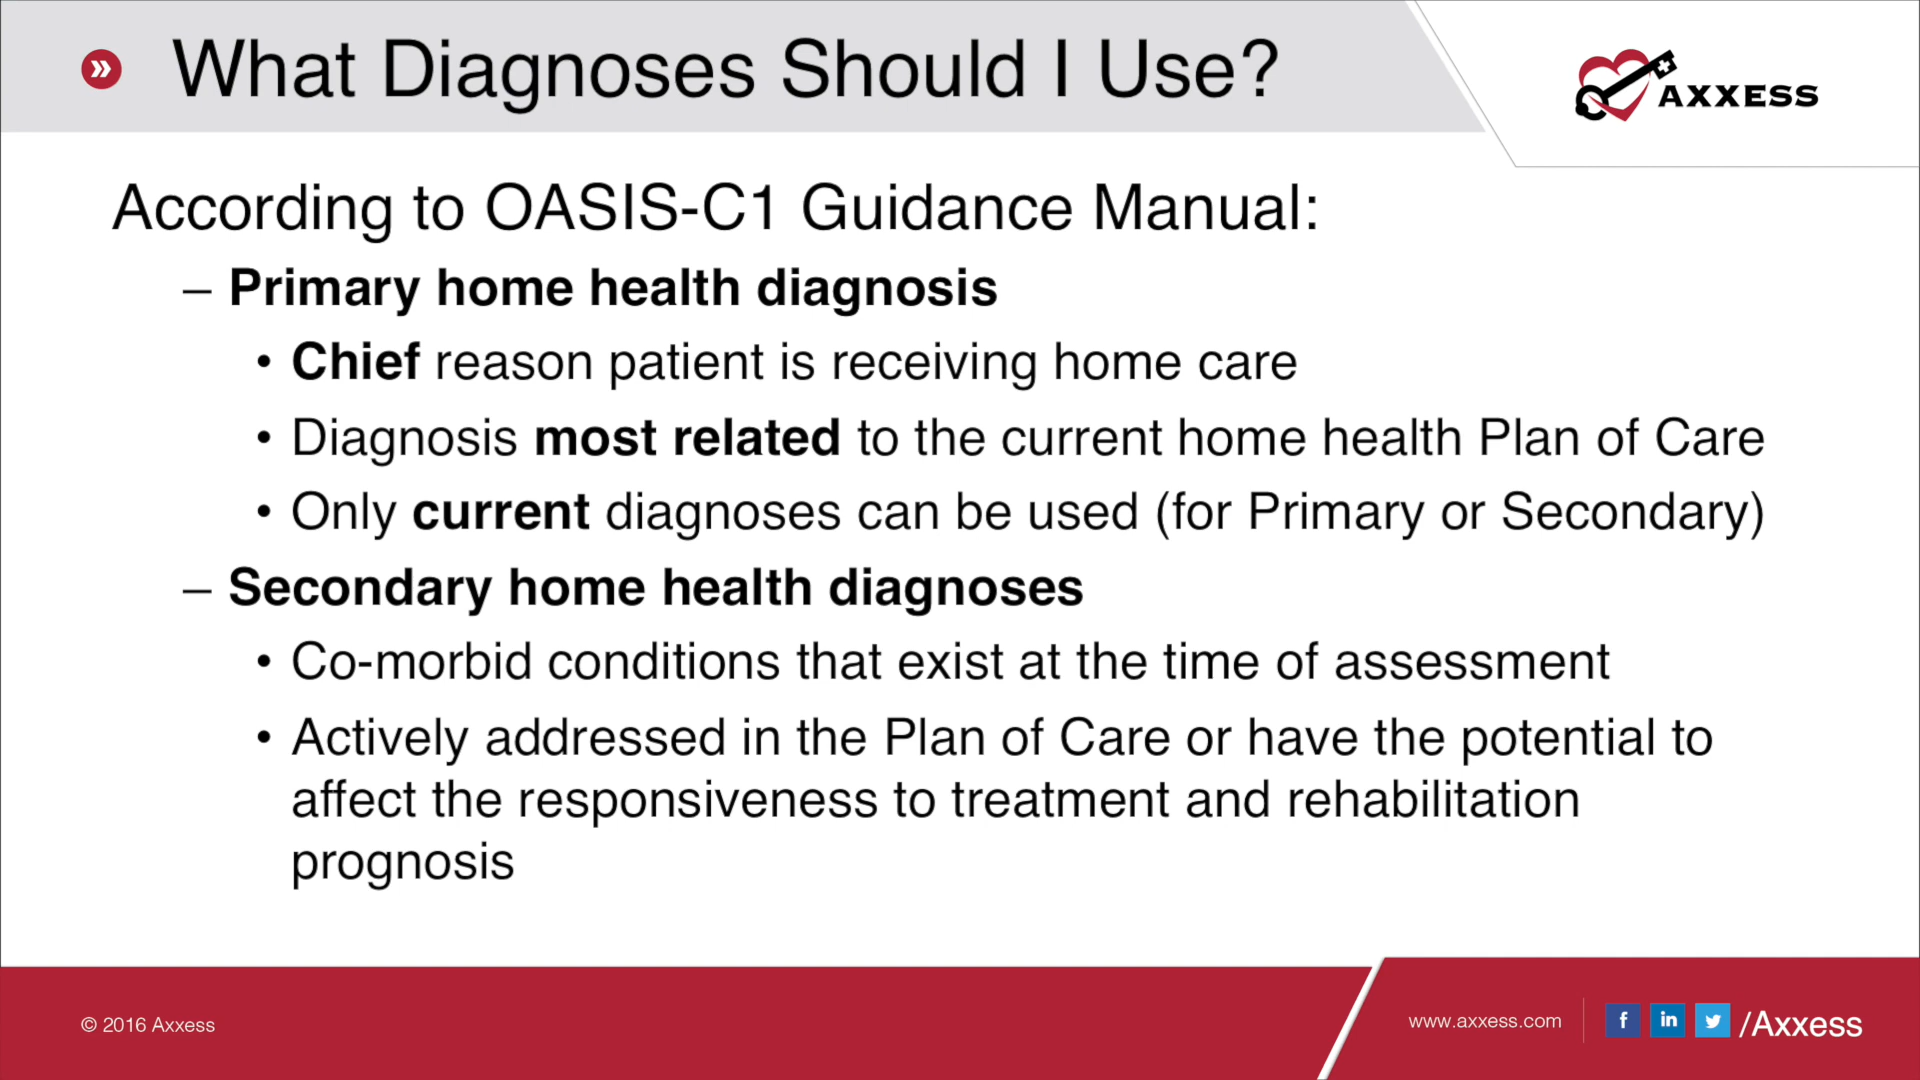 What Diagnoses Should I Use?
AXXESS
According to OASIS-C1 Guidance Manual:
– Primary home health diagnosis
• Chief reason patient is receiving home care
• Diagnosis most related to the current home health Plan of Care
• Only current diagnoses can be used (for Primary or Secondary)
– Secondary home health diagnoses
• Co-morbid conditions that exist at the time of assessment
• Actively addressed in the Plan of Care or have the potential to
affect the responsiveness to treatment and rehabilitation
prognosis
© 2016 Axxess
www.axxess.com
f in /Axxess